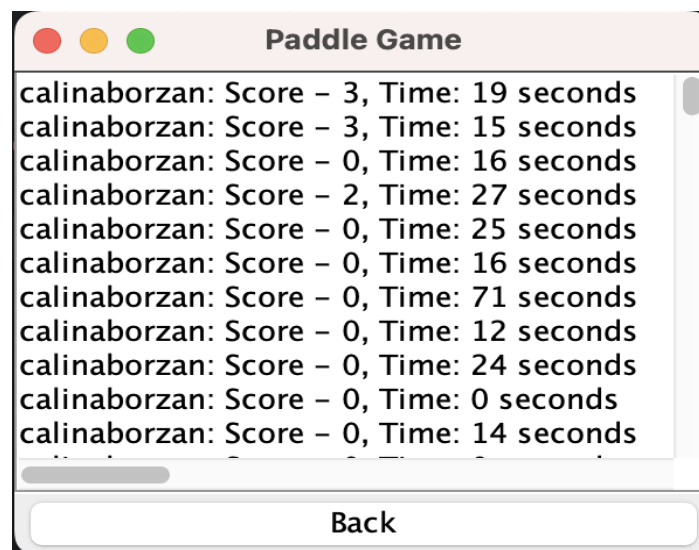 Paddle Game
calinaborzan: Score – 3, Time: 19 seconds
calinaborzan: Score – 3, Time: 15 seconds
calinaborzan: Score – 0, Time: 16 seconds
calinaborzan: Score – 2, Time: 27 seconds
calinaborzan: Score – 0, Time: 25 seconds
calinaborzan: Score – 0, Time: 16 seconds
calinaborzan: Score – 0, Time: 71 seconds
calinaborzan: Score – 0, Time: 12 seconds
calinaborzan: Score – 0, Time: 24 seconds
calinaborzan: Score – 0, Time: 0 seconds
calinaborzan: Score – 0, Time: 14 seconds
Back